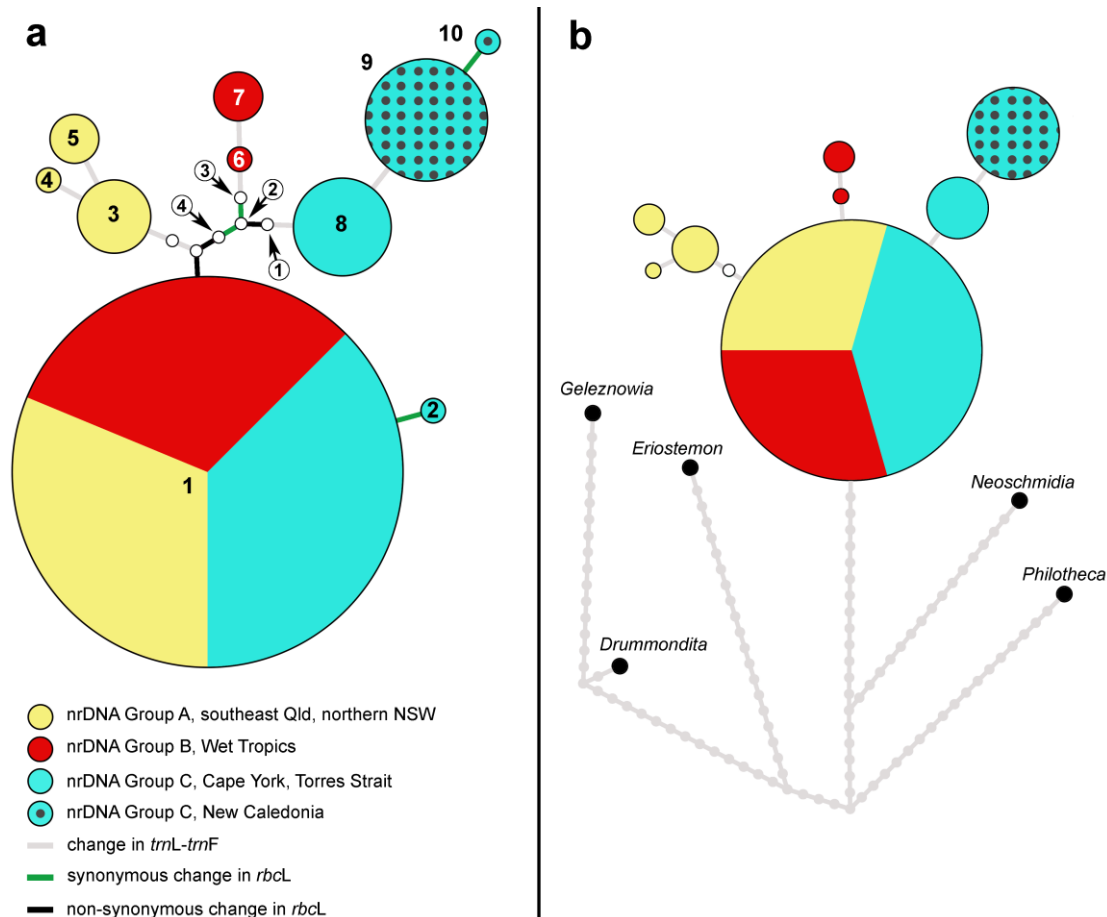 a
10
9
7
5
6
4
3
3
2
4
8
1
2
1
nrDNA Group A, southeast Qld, northern NSW
nrDNA Group B, Wet Tropics
nrDNA Group C, Cape York, Torres Strait
nrDNA Group C, New Caledonia
change in trnL-trnF
synonymous change in rbcL
non-synonymous change in rbcL
b
Geleznowia
Eriostemon
Neoschmidia
Philotheca
Drummondita